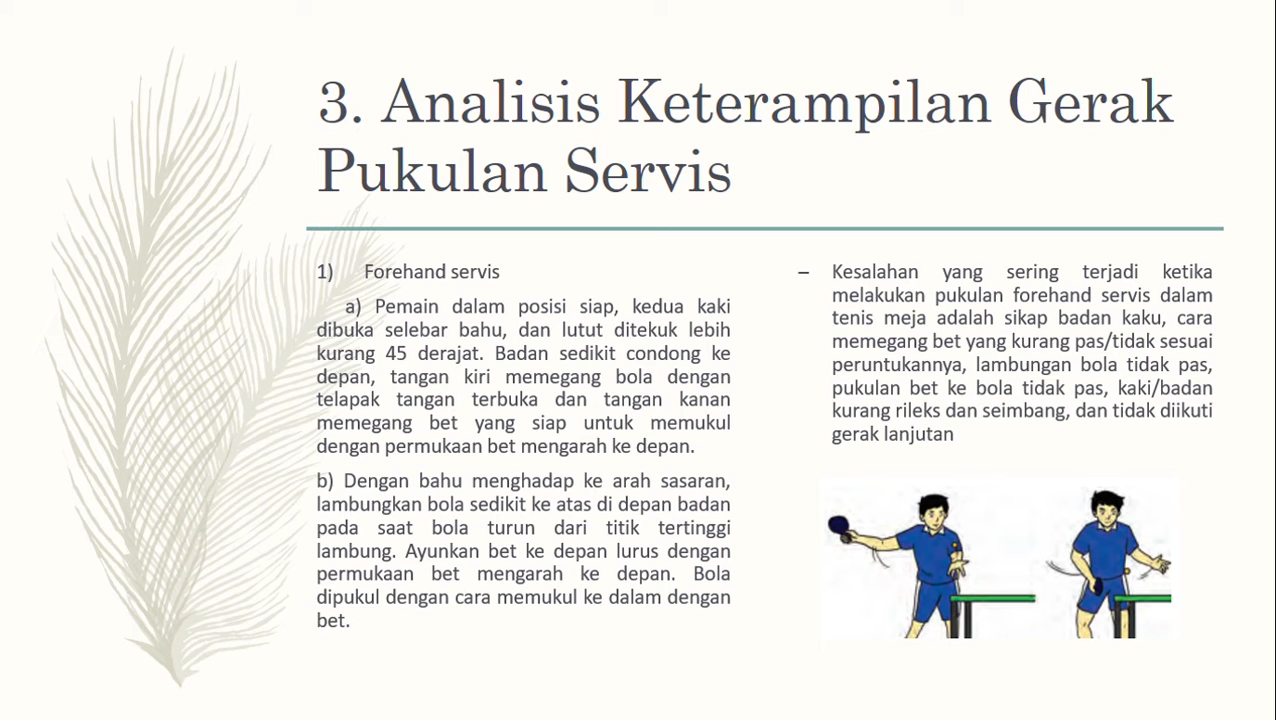 3. Analisis Keterampilan Gerak
Pukulan Servis
1) Forehand servis
a) Pemain dalam posisi siap, kedua kaki
dibuka selebar bahu, dan lutut ditekuk lebih
kurang 45 derajat. Badan sedikit condong ke
depan, tangan kiri memegang bola dengan
telapak tangan terbuka dan tangan kanan
memegang bet yang siap untuk memukul
dengan permukaan bet mengarah ke depan.
b) Dengan bahu menghadap ke arah sasaran,
lambungkan bola sedikit ke atas di depan badan
pada saat bola turun dari titik tertinggi
lambung. Ayunkan bet ke depan lurus dengan
permukaan bet mengarah ke depan. Bola
dipukul dengan cara memukul ke dalam dengan
bet.
– Kesalahan yang sering terjadi ketika
melakukan pukulan forehand servis dalam
tenis meja adalah sikap badan kaku, cara
memegang bet yang kurang pas/tidak sesuai
peruntukannya, lambungan bola tidak pas,
pukulan bet ke bola tidak pas, kaki/badan
kurang rileks dan seimbang, dan tidak diikuti
gerak lanjutan